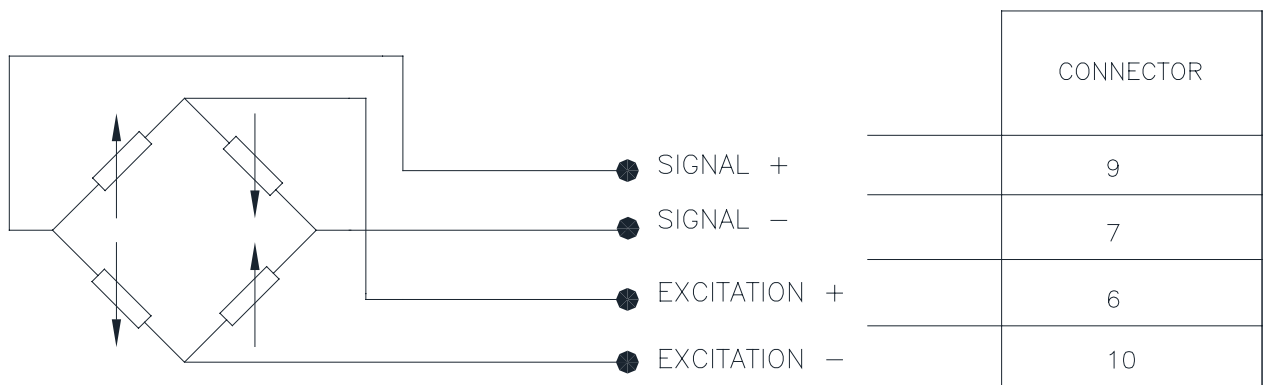 CONNECTOR
SIGNAL + 9
SIGNAL - 7
EXCITATION + 6
EXCITATION - 10